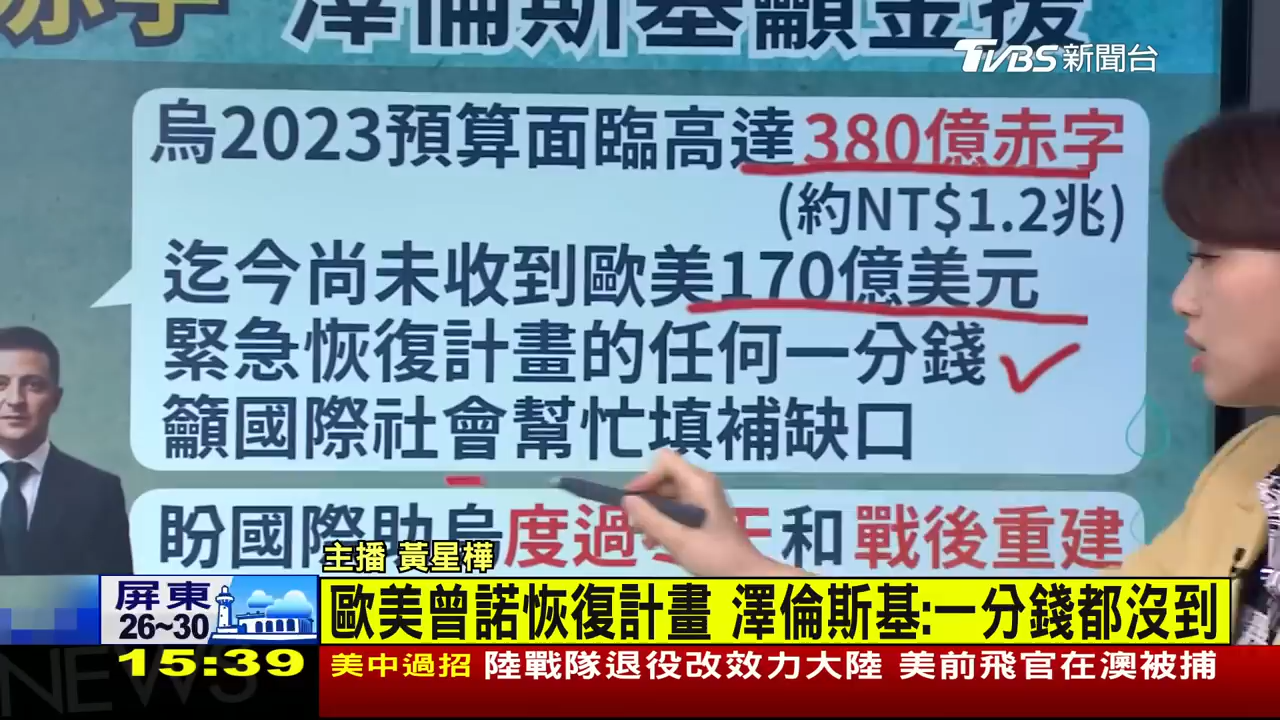 赤字 澤倫斯基籲金援
TVBS新聞台
烏2023預算面臨高達380億赤字
(約NT$1.2兆)
迄今尚未收到歐美170億美元
緊急恢復計畫的任何一分錢
籲國際社會幫忙填補缺口
盼國際助烏度過冬天和戰後重建
主播 黃星樺
屏東
26~30
歐美曾諾恢復計畫 澤倫斯基:一分錢都沒到
15:39
美中過招 陸戰隊退役改效力大陸 美前飛官在澳被捕
NEWS